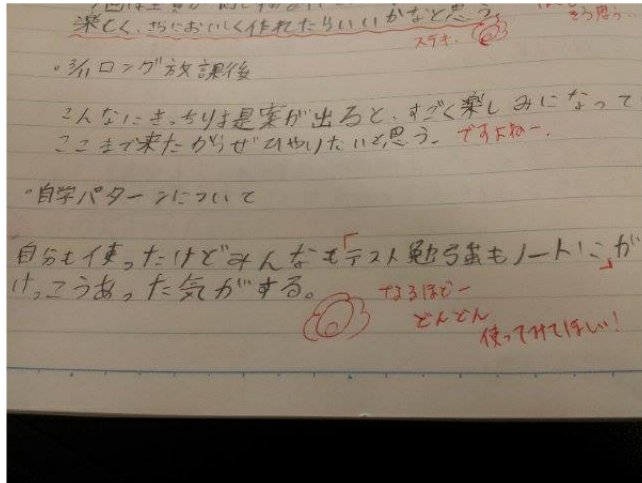 楽しく、さらにおいしく作れたらいいかなと思う。
ステキ。
そう思う…
・3/11ロング放課後
こんなにきっちり提案が出ると、すごく楽しみになって
ここまで来たからぜひやりたいと思う。ですよねー。
・自学パターンについて
自分も使ったけどみんなも「テスト勉強もノートに」が
けっこうあった気がする。
なるほどー
どんどん
使ってみてほしい!